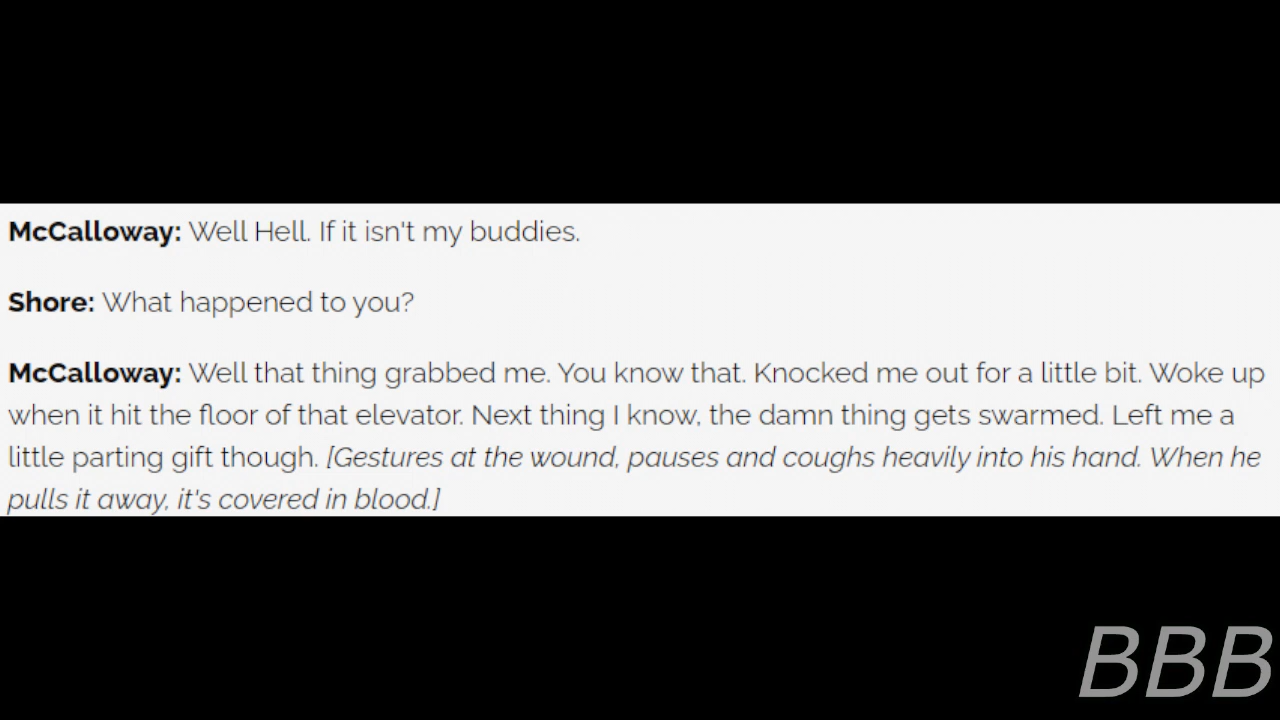 McCalloway: Well Hell. If it isn't my buddies.
Shore: What happened to you?
McCalloway: Well that thing grabbed me. You know that. Knocked me out for a little bit. Woke up
when it hit the floor of that elevator. Next thing I know, the damn thing gets swarmed. Left me a
little parting gift though. [Gestures at the wound, pauses and coughs heavily into his hand. When he
pulls it away, it's covered in blood.]
BBB